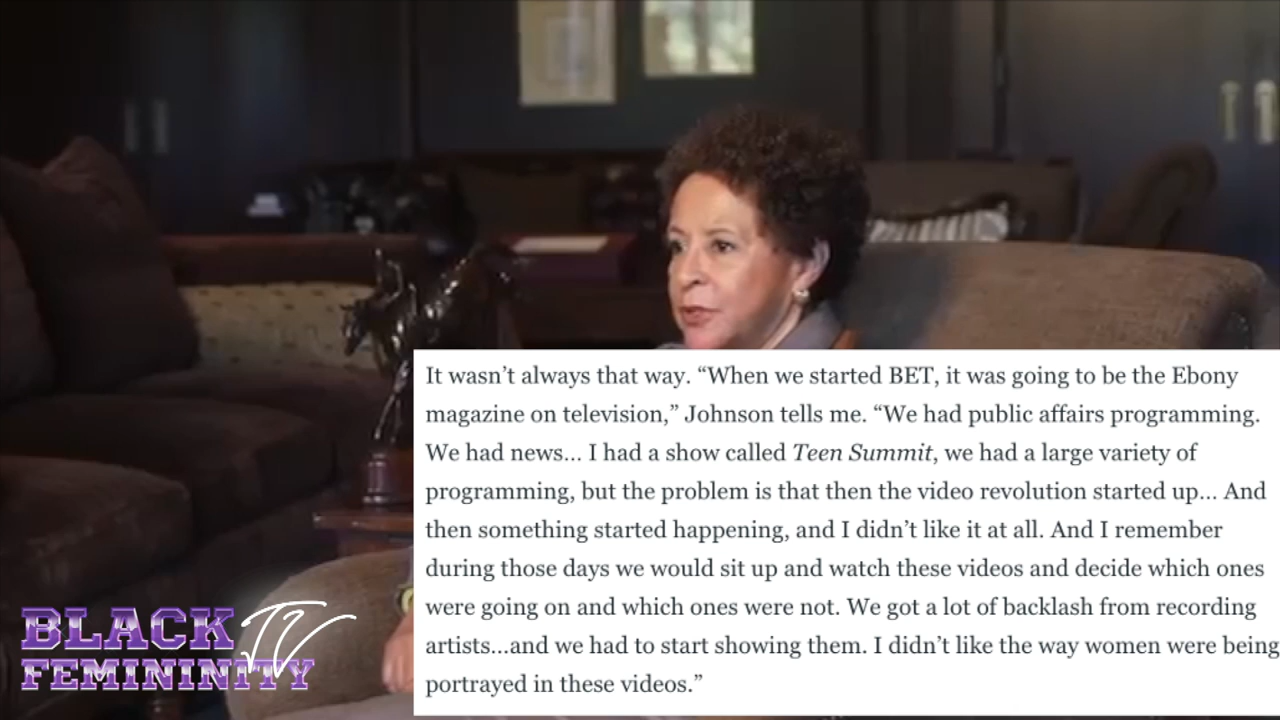 It wasn’t always that way. “When we started BET, it was going to be the Ebony
magazine on television,” Johnson tells me. “We had public affairs programming.
We had news… I had a show called Teen Summit, we had a large variety of
programming, but the problem is that then the video revolution started up… And
then something started happening, and I didn’t like it at all. And I remember
during those days we would sit up and watch these videos and decide which ones
were going on and which ones were not. We got a lot of backlash from recording
artists…and we had to start showing them. I didn’t like the way women were being
portrayed in these videos.”
BLACK TV
FEMININITY